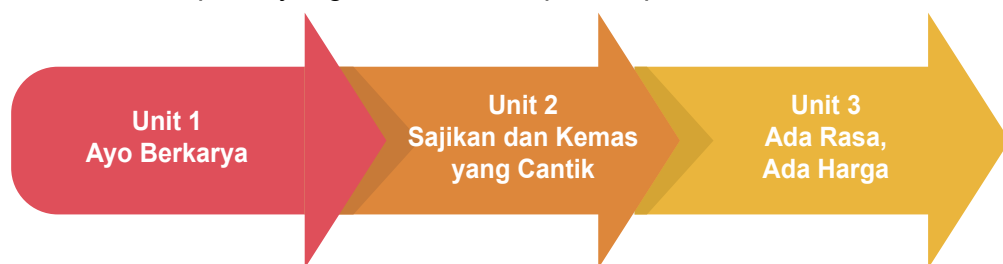 Unit 1
Ayo Berkarya
Unit 2
Sajikan dan Kemas
yang Cantik
Unit 3
Ada Rasa,
Ada Harga